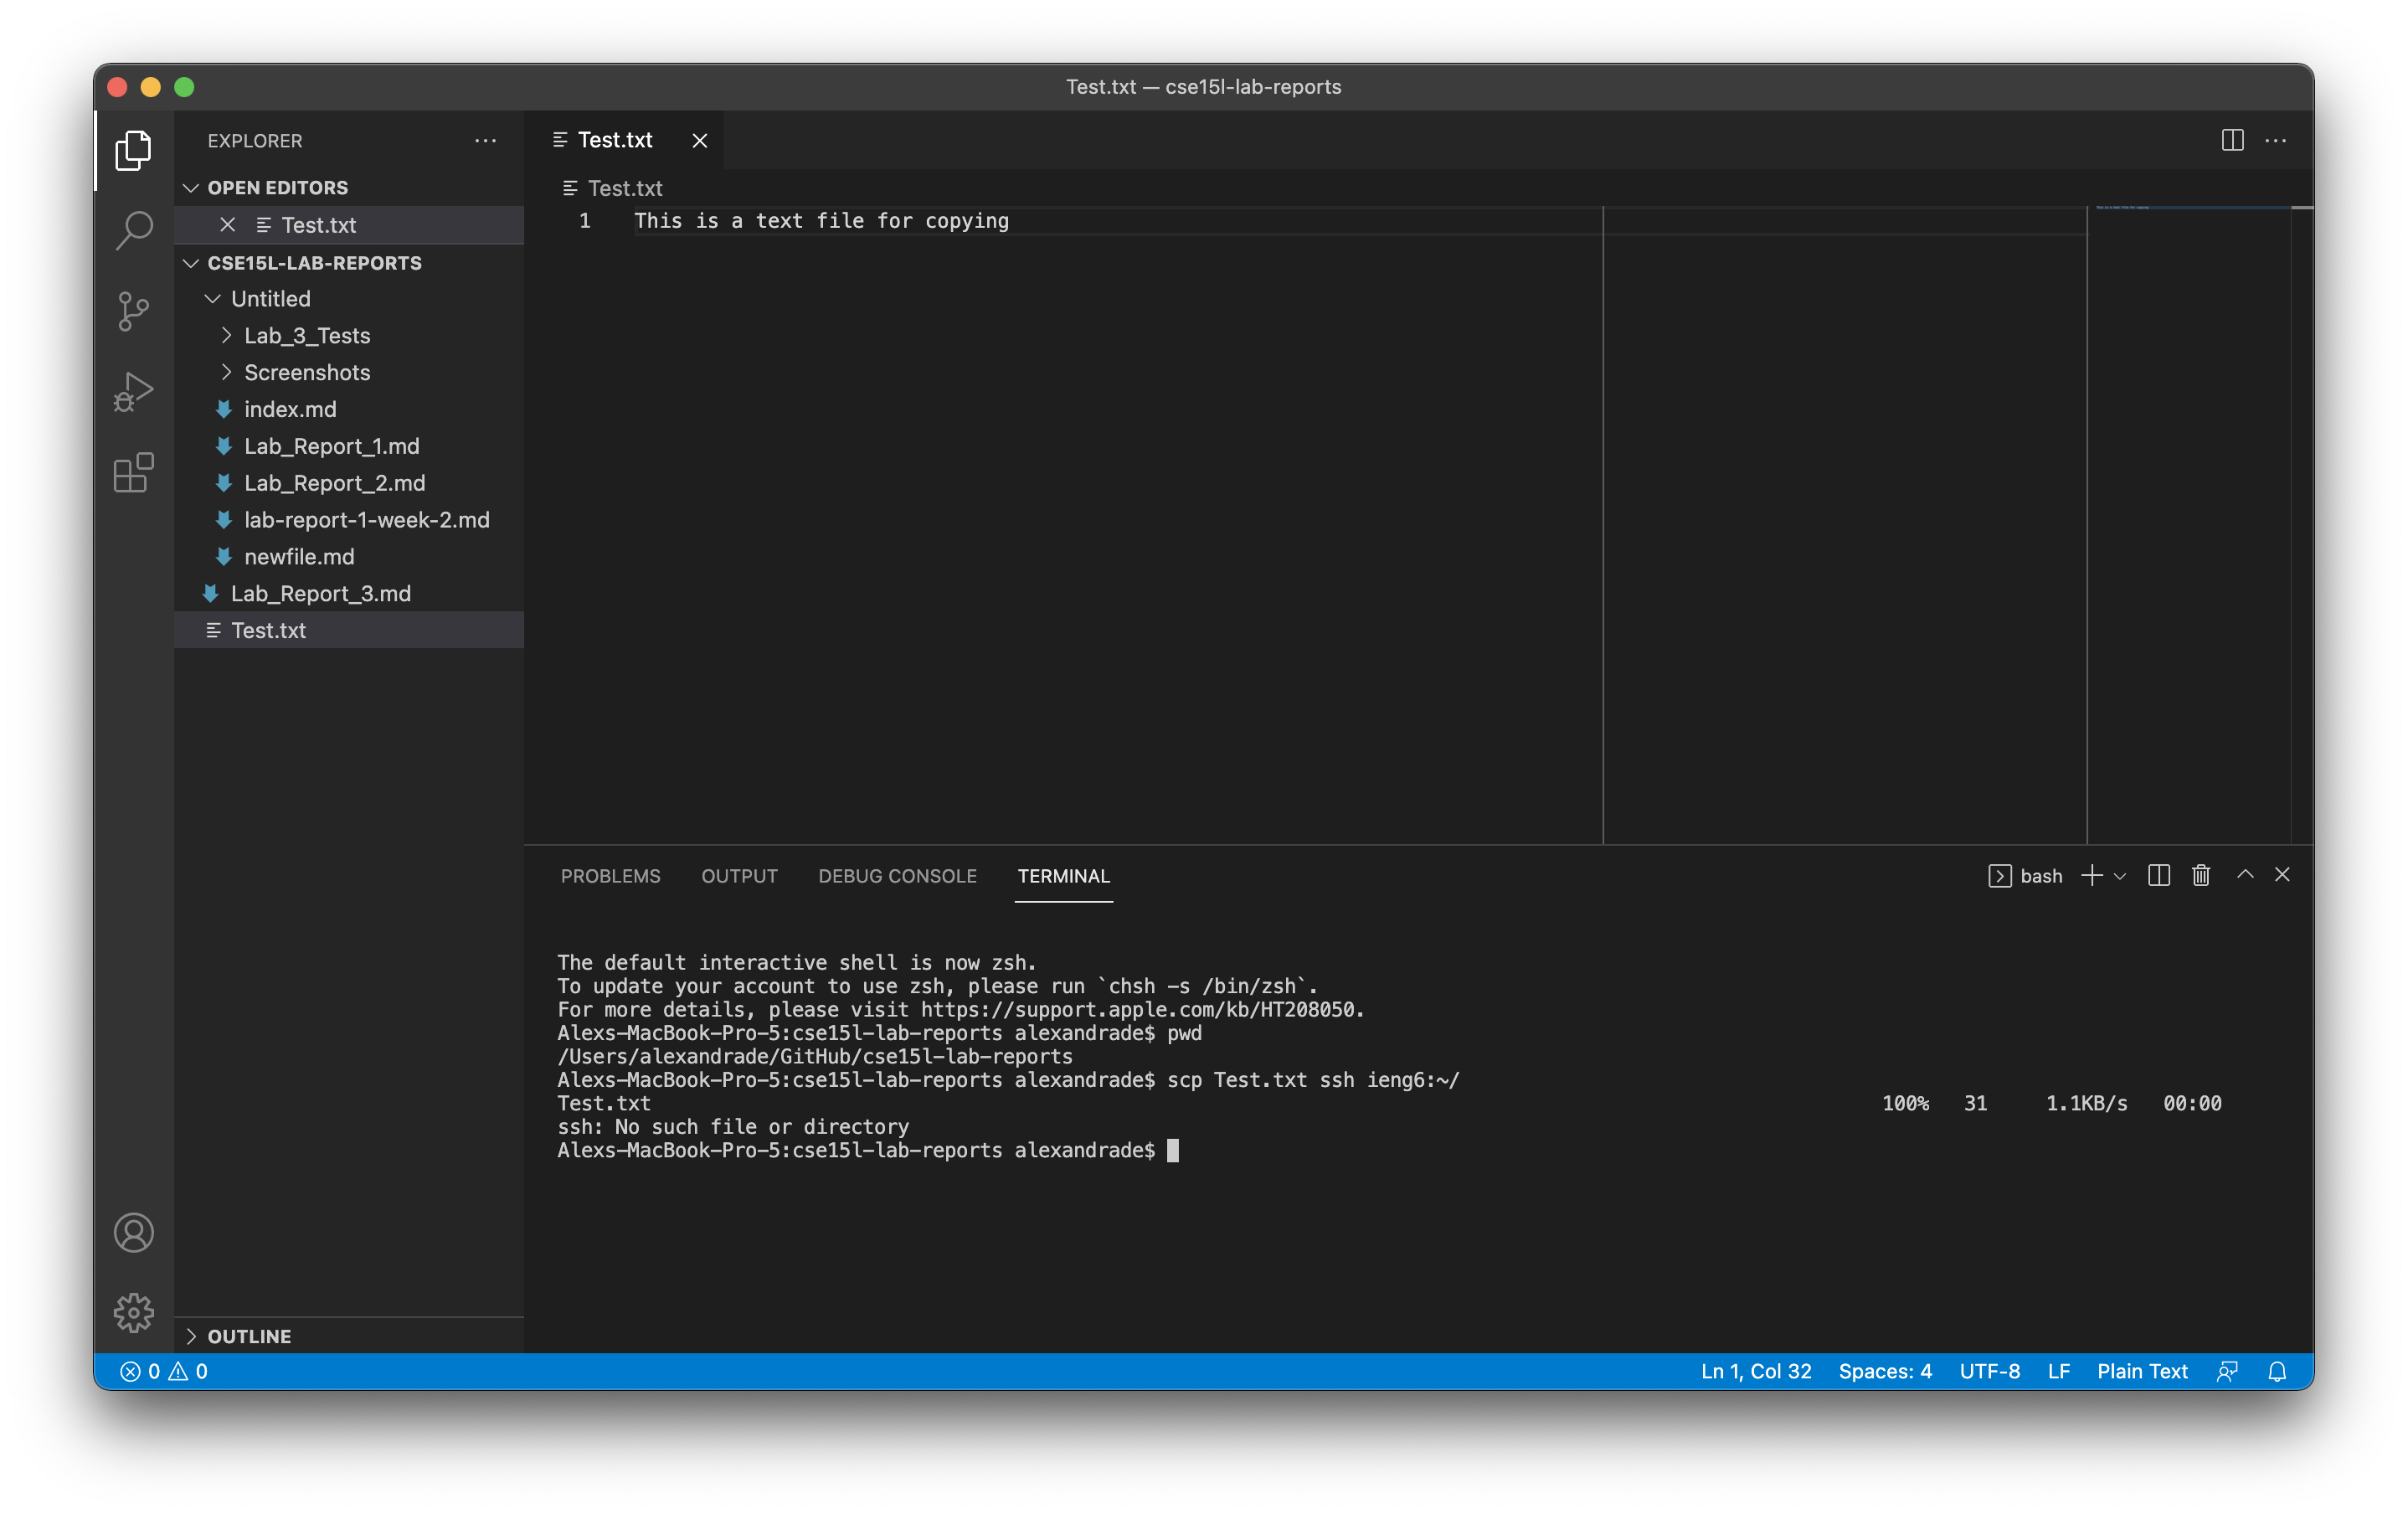 Test.txt — cse15l-lab-reports
EXPLORER
OPEN EDITORS
Test.txt
CSE15L-LAB-REPORTS
Untitled
Lab_3_Tests
Screenshots
index.md
Lab_Report_1.md
Lab_Report_2.md
lab-report-1-week-2.md
newfile.md
Lab_Report_3.md
Test.txt
OUTLINE
Test.txt
Test.txt
1 This is a text file for copying
PROBLEMS OUTPUT DEBUG CONSOLE TERMINAL bash
The default interactive shell is now zsh.
To update your account to use zsh, please run `chsh -s /bin/zsh`.
For more details, please visit https://support.apple.com/kb/HT208050.
Alexs-MacBook-Pro-5:cse15l-lab-reports alexandrade$ pwd
/Users/alexandrade/GitHub/cse15l-lab-reports
Alexs-MacBook-Pro-5:cse15l-lab-reports alexandrade$ scp Test.txt ssh ieng6:~/
Test.txt 100% 31 1.1KB/s 00:00
ssh: No such file or directory
Alexs-MacBook-Pro-5:cse15l-lab-reports alexandrade$
0 0 Ln 1, Col 32 Spaces: 4 UTF-8 LF Plain Text